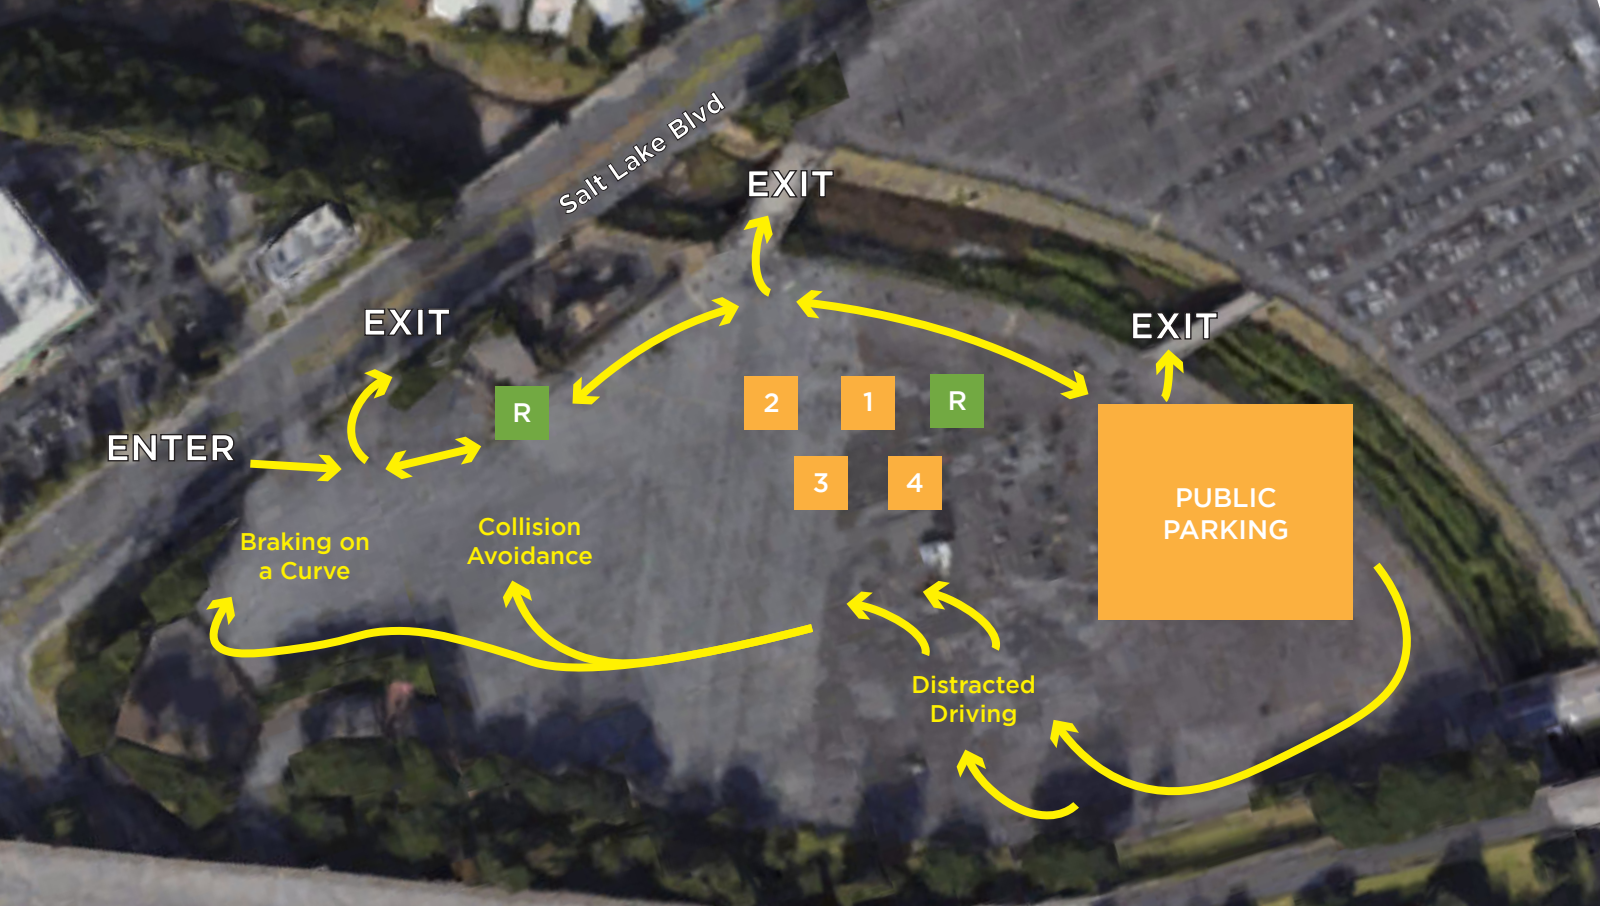 Salt Lake Blvd
EXIT
EXIT
EXIT
ENTER
R
2
1
R
3
4
PUBLIC
PARKING
Braking on
a Curve
Collision
Avoidance
Distracted
Driving